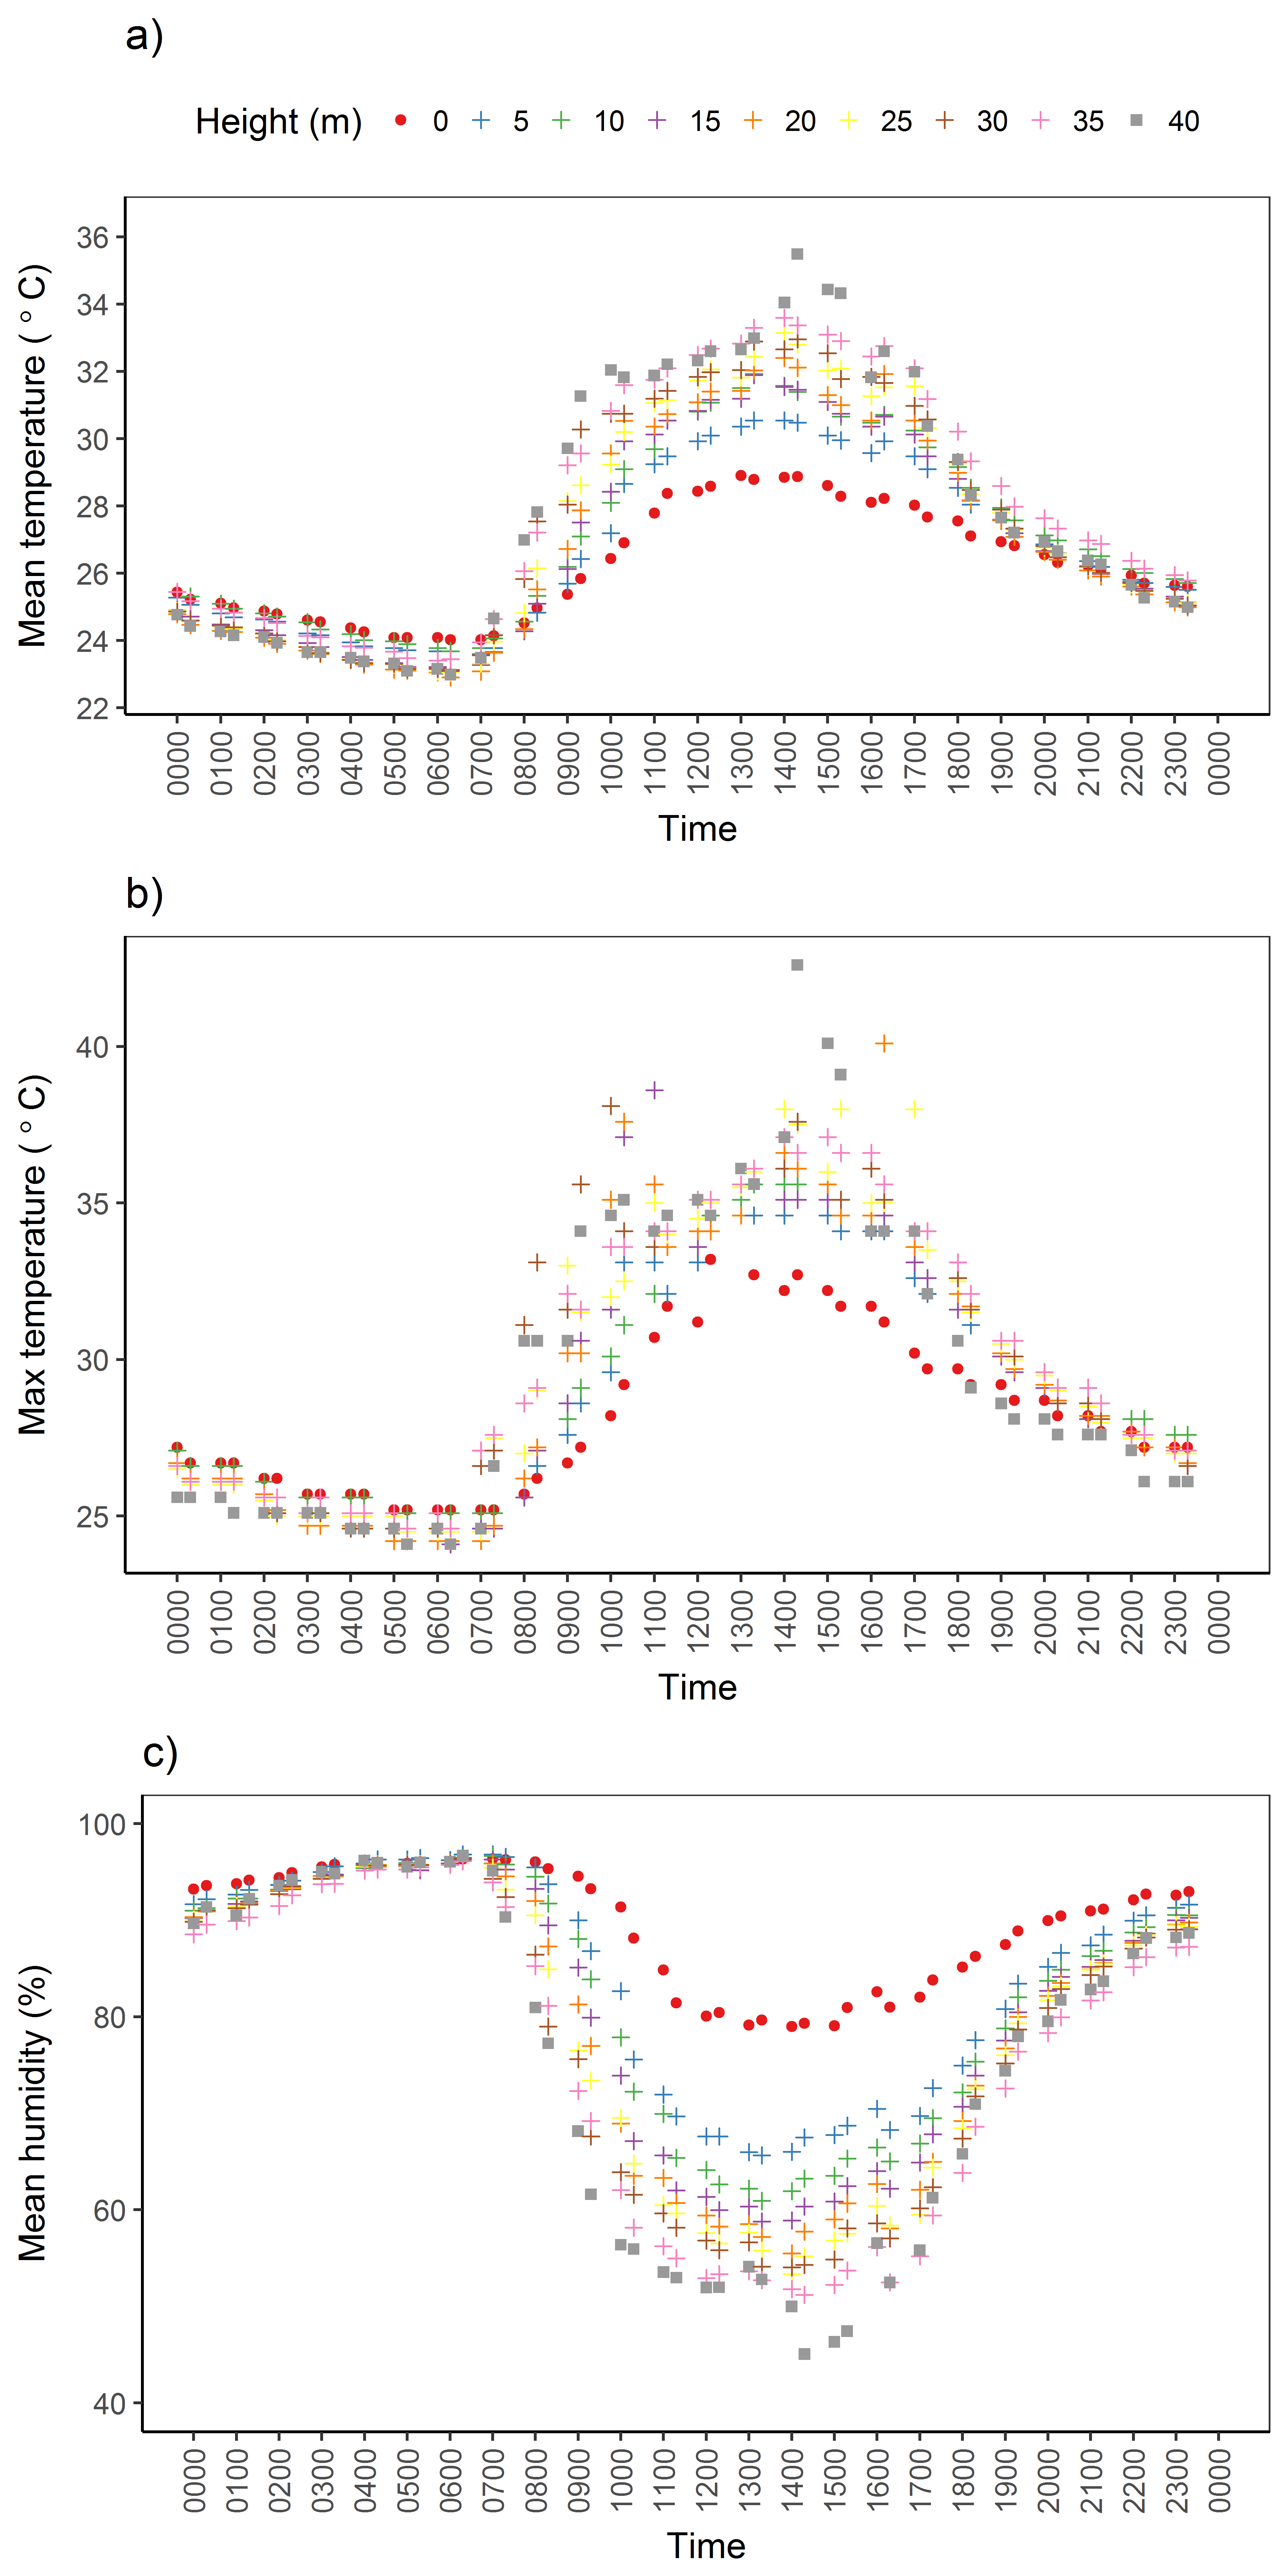 a)
Height (m) 0 5 10 15 20 25 30 35 40
Mean temperature ( ° C)
36
34
32
30
28
26
24
22
0000 0100 0200 0300 0400 0500 0600 0700 0800 0900 1000 1100 1200 1300 1400 1500 1600 1700 1800 1900 2000 2100 2200 2300 0000
Time
b)
Max temperature ( ° C)
40
35
30
25
0000 0100 0200 0300 0400 0500 0600 0700 0800 0900 1000 1100 1200 1300 1400 1500 1600 1700 1800 1900 2000 2100 2200 2300 0000
Time
c)
Mean humidity (%)
100
80
60
40
0000 0100 0200 0300 0400 0500 0600 0700 0800 0900 1000 1100 1200 1300 1400 1500 1600 1700 1800 1900 2000 2100 2200 2300 0000
Time